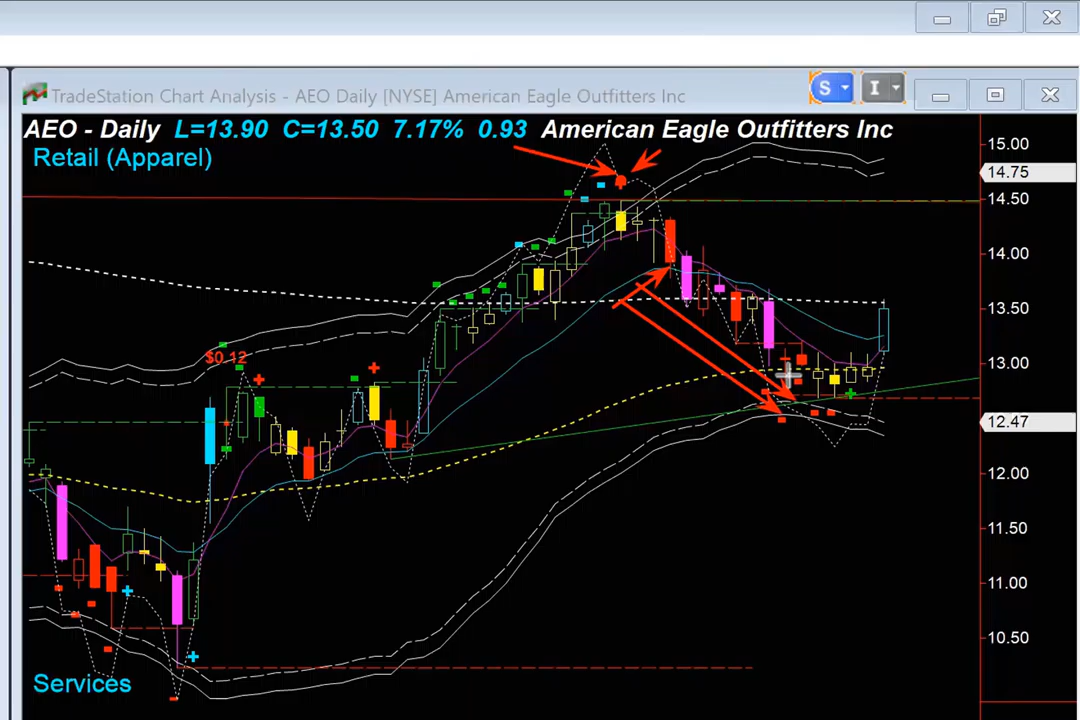 TradeStation Chart Analysis - AEO Daily [NYSE] American Eagle Outfitters Inc
S
I
AEO - Daily L=13.90 C=13.50 7.17% 0.93 American Eagle Outfitters Inc
Retail (Apparel)
15.00
14.75
14.50
14.00
13.50
$0.12
13.00
12.47
12.00
11.50
11.00
10.50
Services